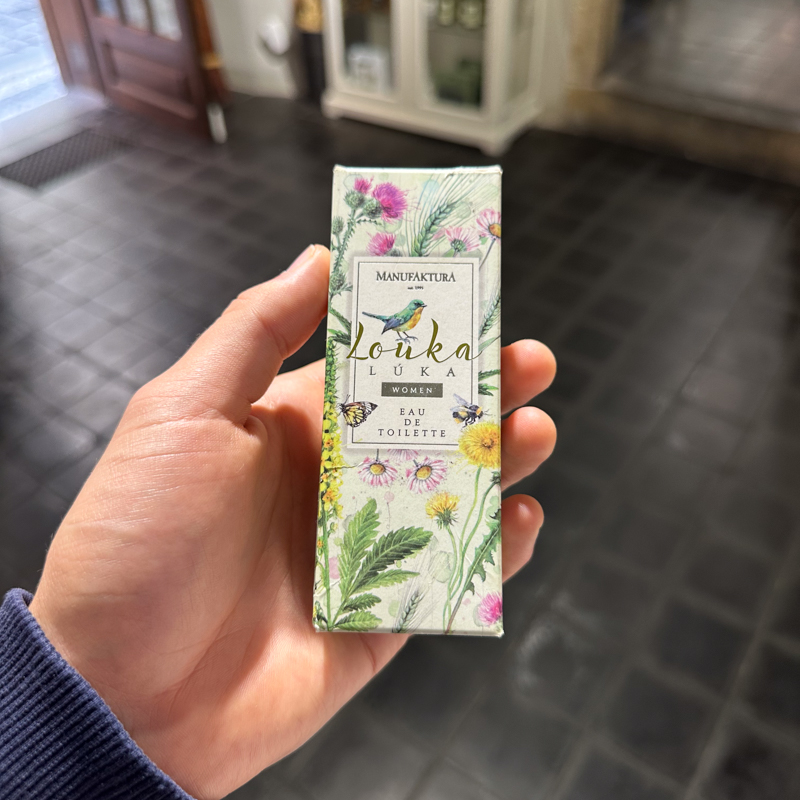 MANUFAKTURA
est. 1991
Louka
LÚKA
WOMEN
EAU
DE
TOILETTE